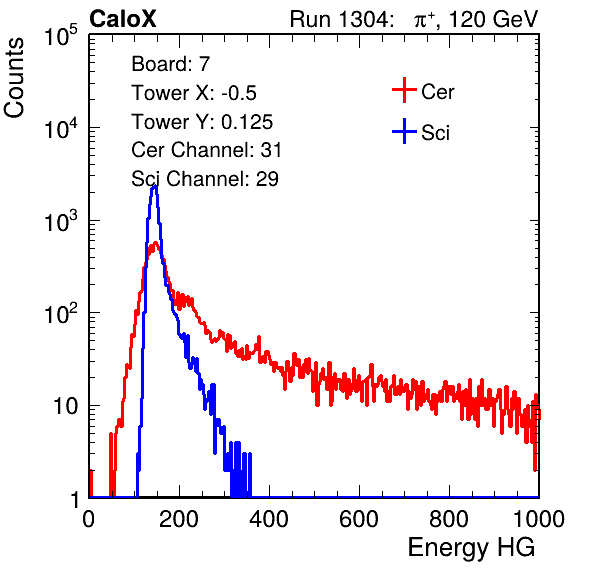 CaloX Run 1304: π⁺, 120 GeV
Board: 7
Tower X: -0.5
Tower Y: 0.125
Cer Channel: 31
Sci Channel: 29
Cer
Sci
Counts
10⁵
10⁴
10³
10²
10
1
0 200 400 600 800 1000
Energy HG